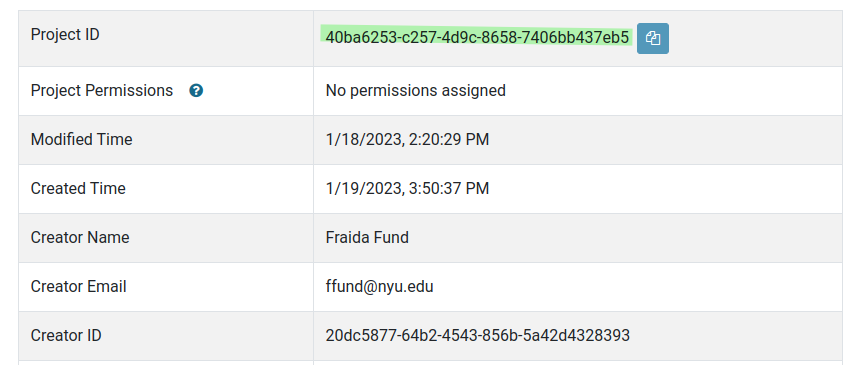 Project ID 40ba6253-c257-4d9c-8658-7406bb437eb5
Project Permissions ? No permissions assigned
Modified Time 1/18/2023, 2:20:29 PM
Created Time 1/19/2023, 3:50:37 PM
Creator Name Fraida Fund
Creator Email ffund@nyu.edu
Creator ID 20dc5877-64b2-4543-856b-5a42d4328393